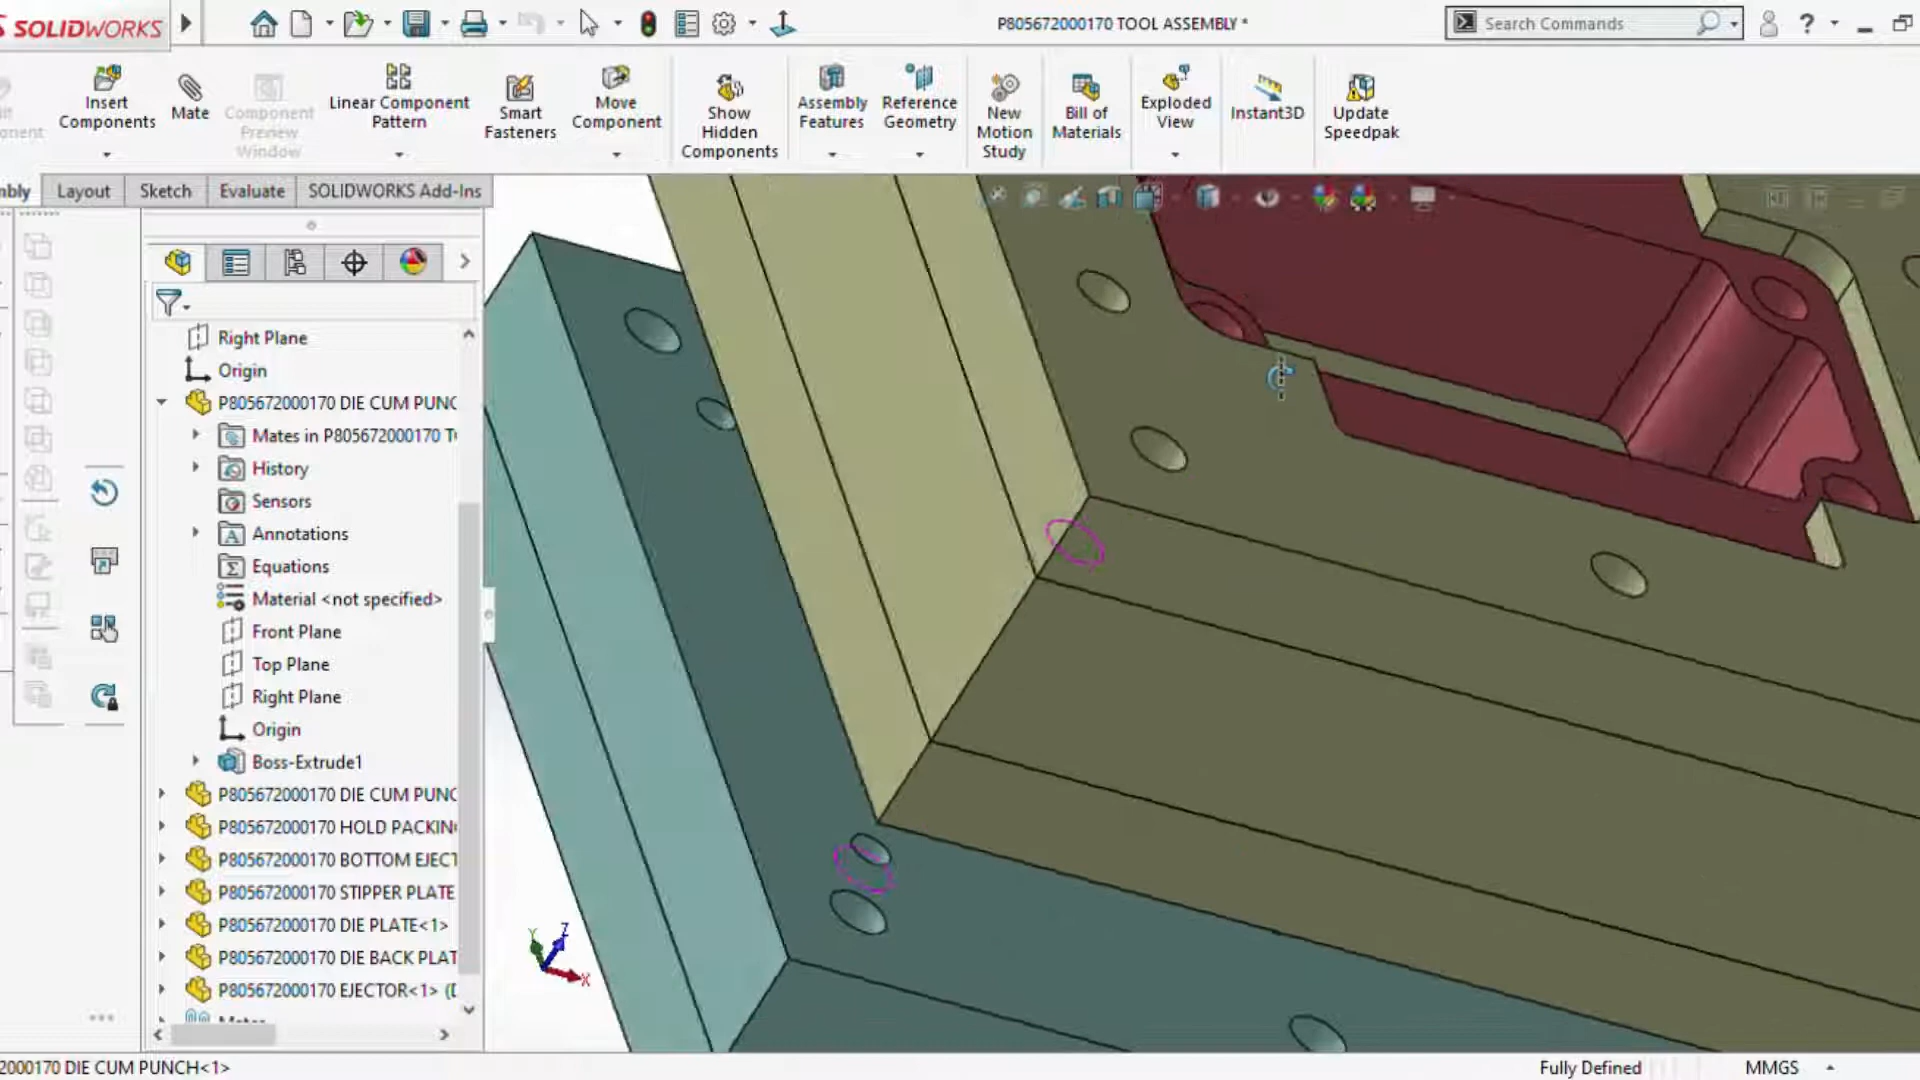 SOLIDWORKS
P805672000170 TOOL ASSEMBLY *
Search Commands
?
Insert
Components
Mate
Component
Preview
Window
Linear Component
Pattern
Smart
Fasteners
Move
Component
Show
Hidden
Components
Assembly
Features
Reference
Geometry
New
Motion
Study
Bill of
Materials
Exploded
View
Instant3D
Update
Speedpak
Layout
Sketch
Evaluate
SOLIDWORKS Add-Ins
Right Plane
Origin
P805672000170 DIE CUM PUNC
Mates in P805672000170 T
History
Sensors
Annotations
Equations
Material <not specified>
Front Plane
Top Plane
Right Plane
Origin
Boss-Extrude1
P805672000170 DIE CUM PUNC
P805672000170 HOLD PACKIN
P805672000170 BOTTOM EJECT
P805672000170 STIPPER PLATE
P805672000170 DIE PLATE<1>
P805672000170 DIE BACK PLAT
P805672000170 EJECTOR<1> (D
Y
Z
X
2000170 DIE CUM PUNCH<1>
Fully Defined
MMGS